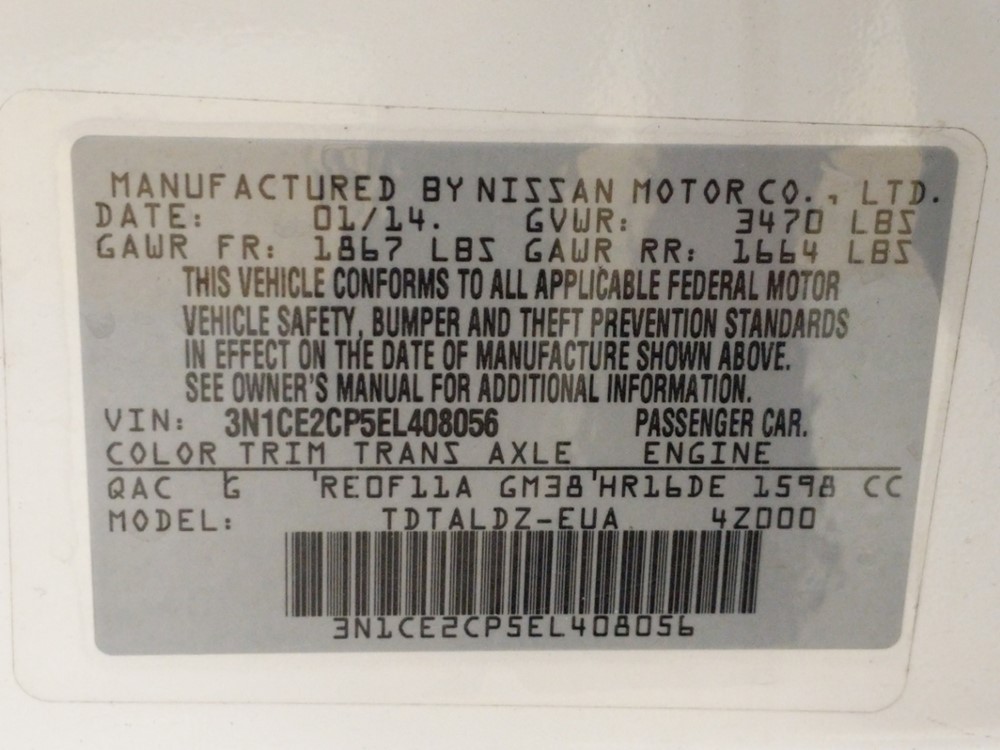 MANUFACTURED BY NISSAN MOTOR CO., LTD.
DATE: 01/14. GVWR: 3470 LBS
GAWR FR: 1867 LBS GAWR RR: 1664 LBS
THIS VEHICLE CONFORMS TO ALL APPLICABLE FEDERAL MOTOR
VEHICLE SAFETY, BUMPER AND THEFT PREVENTION STANDARDS
IN EFFECT ON THE DATE OF MANUFACTURE SHOWN ABOVE.
SEE OWNER'S MANUAL FOR ADDITIONAL INFORMATION.
VIN: 3N1CE2CP5EL408056 PASSENGER CAR.
COLOR TRIM TRANS AXLE ENGINE
QAC G RE0F11A GM38 HR16DE 1598 CC
MODEL: TDTALDZ-EUA 4Z000
3N1CE2CP5EL408056